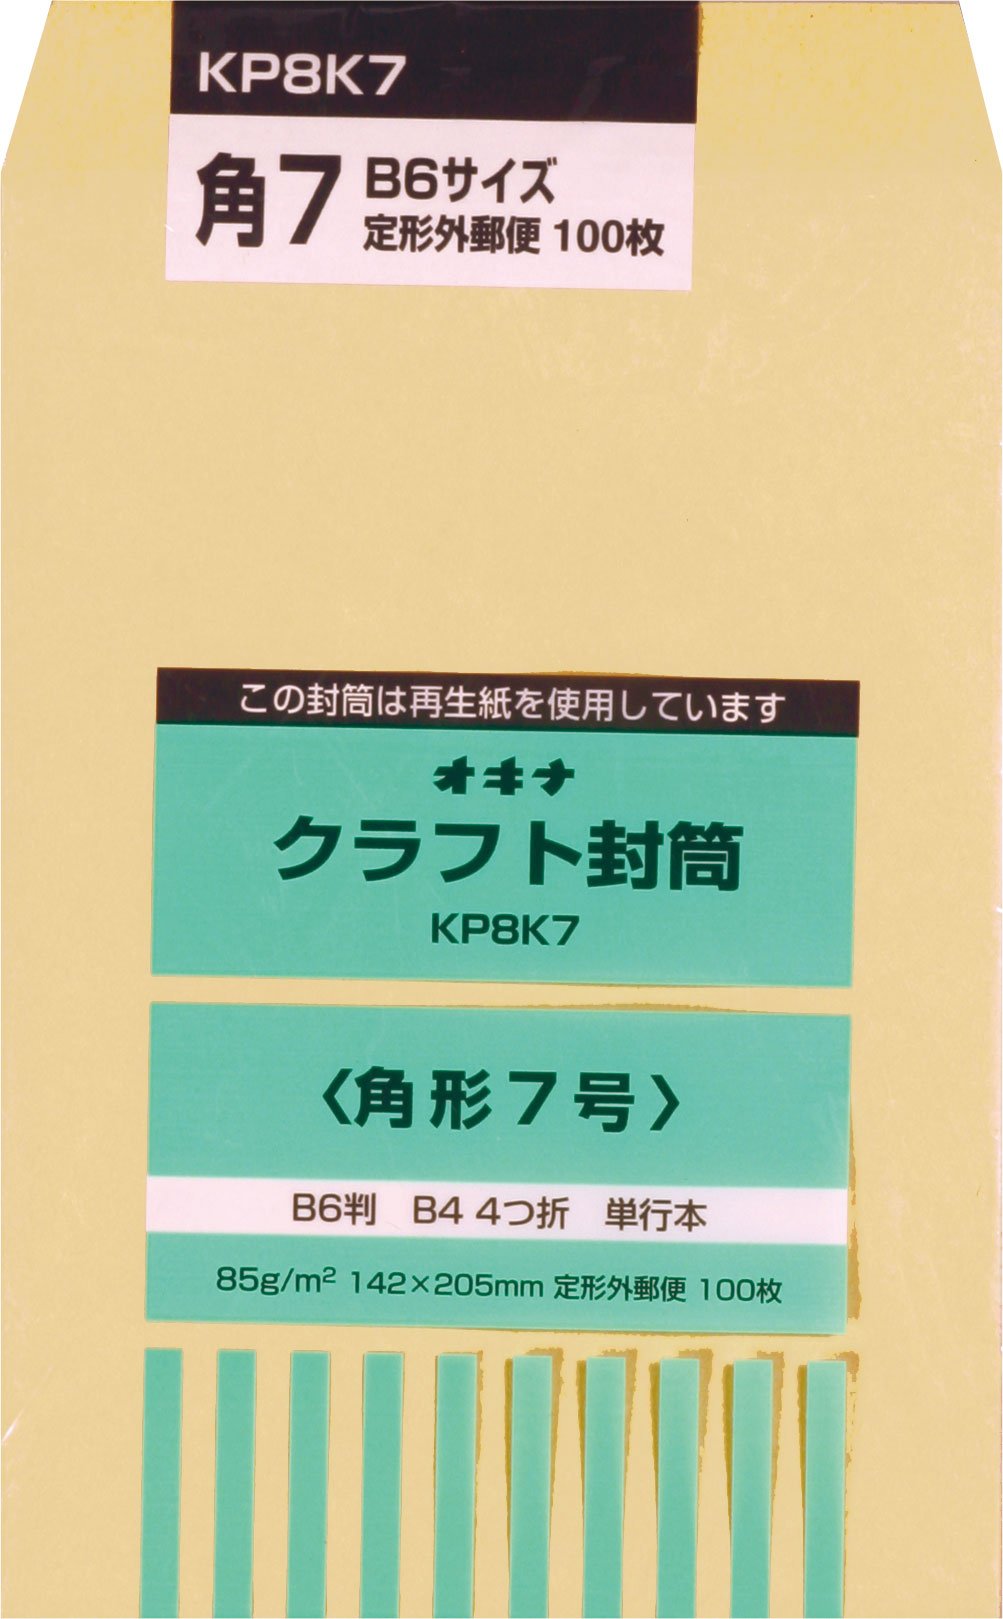 KP8K7
角7 B6サイズ
定形外郵便 100枚
この封筒は再生紙を使用しています
オキナ
クラフト封筒
KP8K7
〈角形7号〉
B6判　B4 4つ折　単行本
85g/m² 142×205mm 定形外郵便 100枚